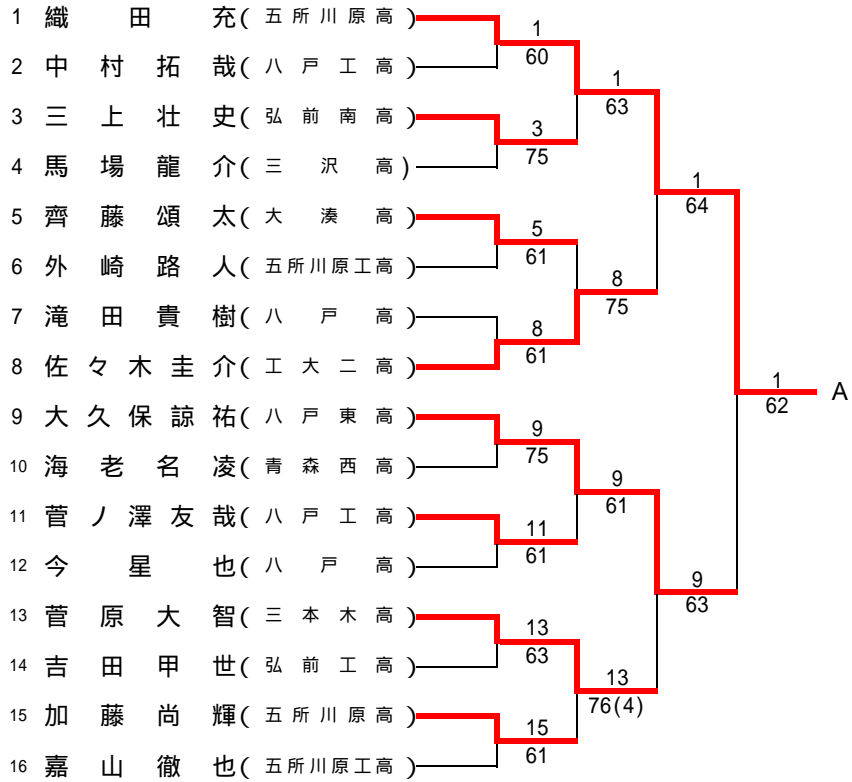 1 織田充(五所川原高)
2 中村拓哉(八戸工高)
3 三上壮史(弘前南高)
4 馬場龍介(三沢高)
5 齊藤頌太(大湊高)
6 外崎路人(五所川原工高)
7 滝田貴樹(八戸高)
8 佐々木圭介(工大二高)
9 大久保諒祐(八戸東高)
10 海老名凌(青森西高)
11 菅ノ澤友哉(八戸工高)
12 今星也(八戸高)
13 菅原大智(三本木高)
14 吉田甲世(弘前工高)
15 加藤尚輝(五所川原高)
16 嘉山徹也(五所川原工高)
1
60
3
75
5
61
8
61
9
75
11
61
13
63
15
61
1
63
8
75
9
61
13
76(4)
1
64
9
63
1
62
A